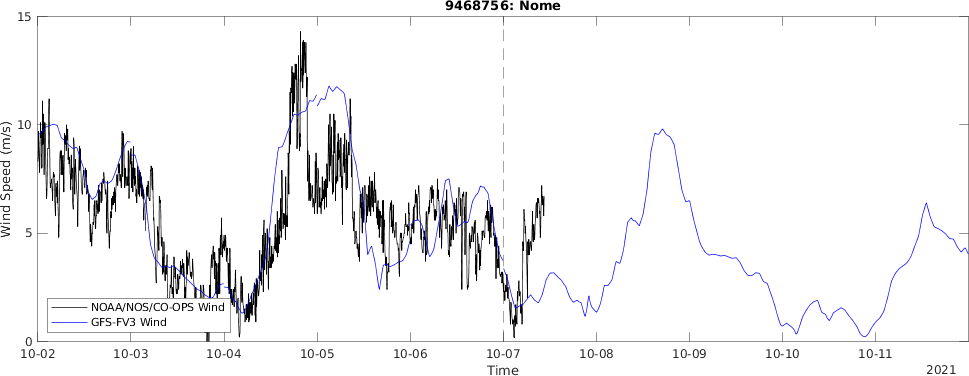 9468756: Nome
15
10
5
0
Wind Speed (m/s)
NOAA/NOS/CO-OPS Wind
GFS-FV3 Wind
10-02 10-03 10-04 10-05 10-06 10-07 10-08 10-09 10-10 10-11
Time
2021